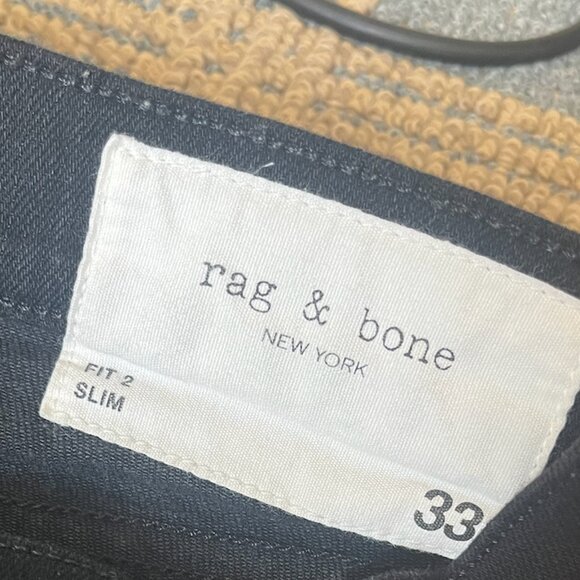 rag & bone
NEW YORK
FIT 2
SLIM
33